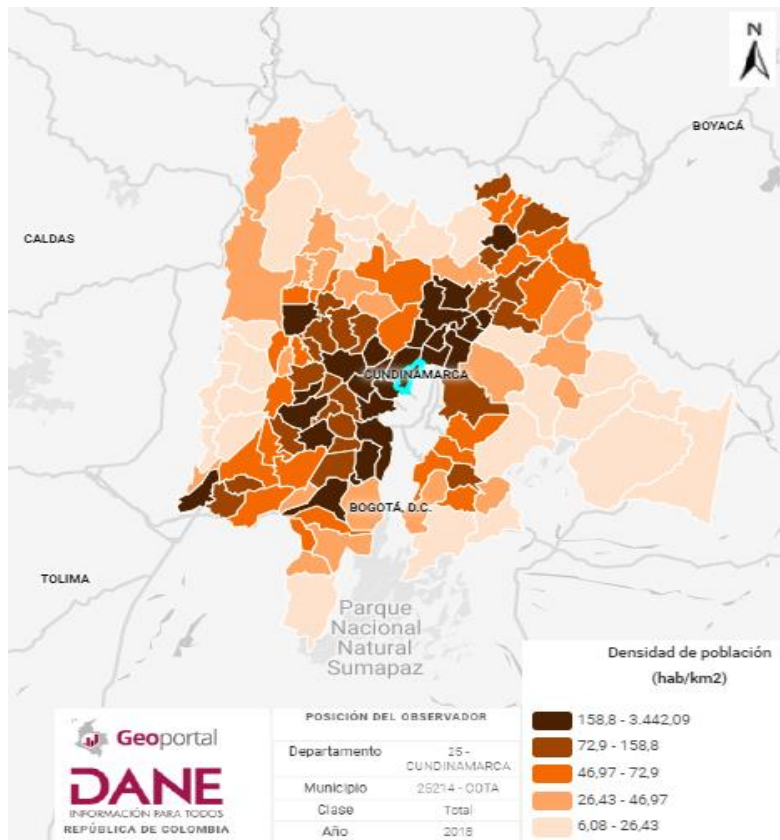 N
BOYACÁ
CALDAS
CUNDINAMARCA
BOGOTÁ, D.C.
TOLIMA
Parque
Nacional
Natural
Sumapaz
Densidad de población
(hab/km2)
158,8 - 3.442,09
72,9 - 158,8
46,97 - 72,9
26,43 - 46,97
6,08 - 26,43
Geoportal
DANE
INFORMACIÓN PARA TODOS
REPÚBLICA DE COLOMBIA
POSICIÓN DEL OBSERVADOR
Departamento 25 - CUNDINAMARCA
Municipio 25214 - COTA
Clase Total
Año 2018